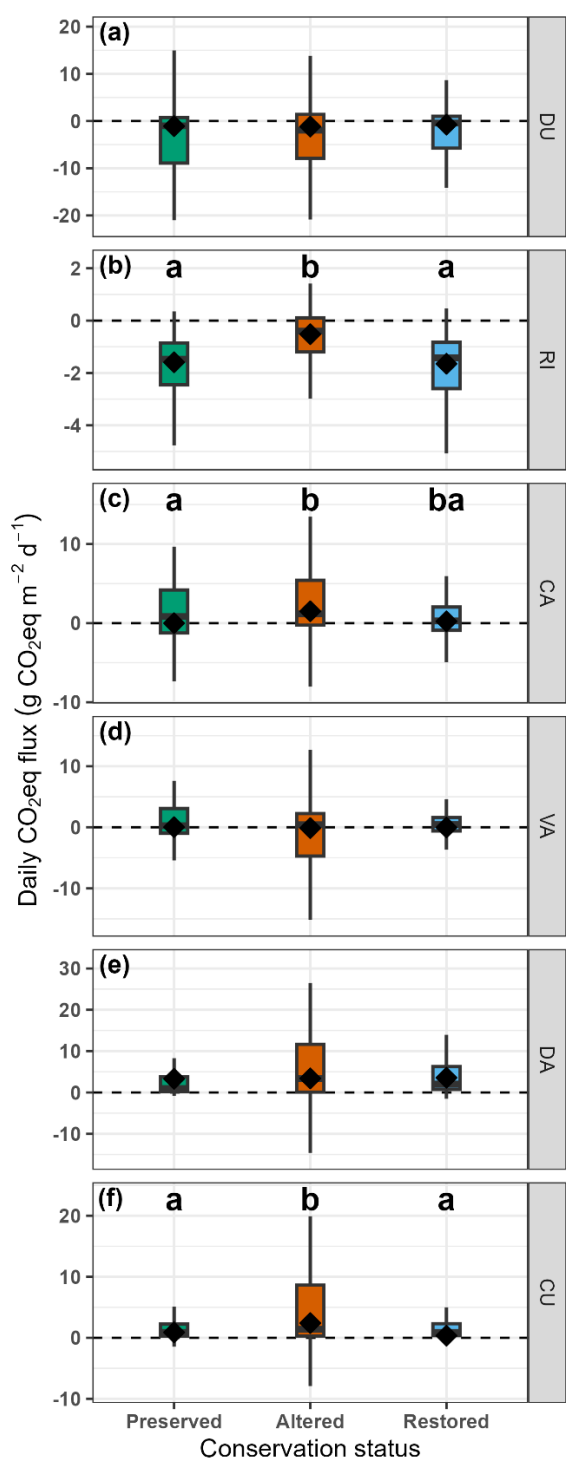 (a)
20
10
0
-10
-20
DU
(b) a b a
2
0
-2
-4
RI
(c) a b ba
10
0
-10
CA
(d)
10
0
-10
VA
(e)
30
20
10
0
-10
DA
(f) a b a
20
10
0
-10
CU
Daily CO₂eq flux (g CO₂eq m⁻² d⁻¹)
Preserved Altered Restored
Conservation status